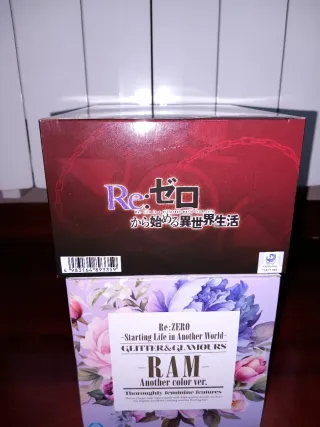 Re:ゼロ
から始める異世界生活
Re:ZERO
-Starting Life in Another World-
GLITTER&GLAMOURS
-RAM-
Another color ver.
Thoroughly feminine features